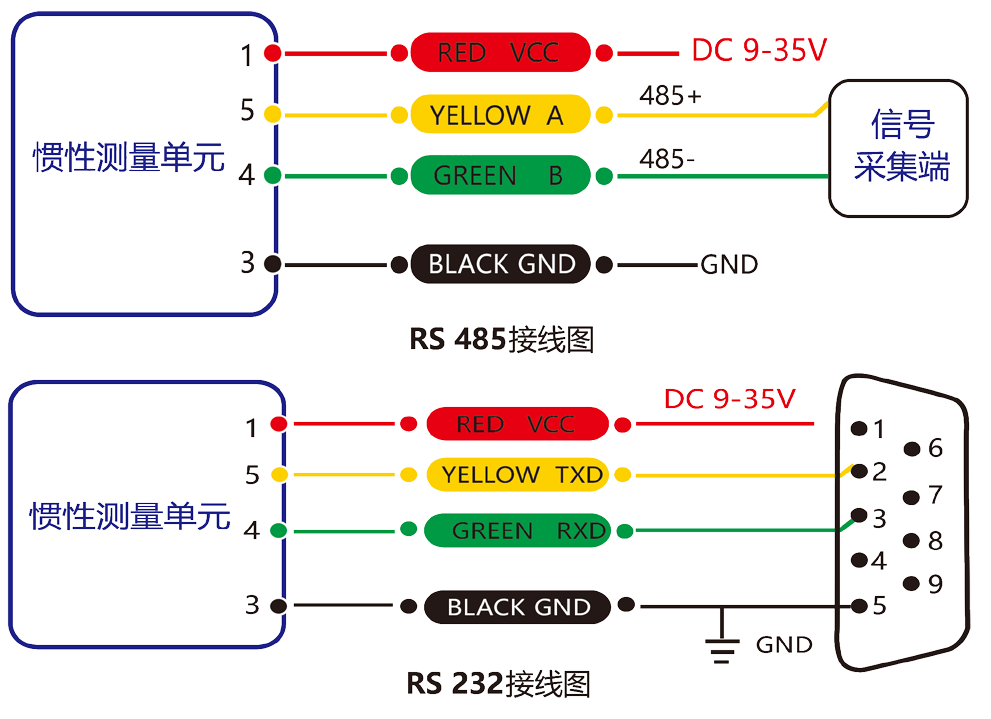 1
RED VCC
DC 9-35V
5
YELLOW A
485+
惯性测量单元
4
GREEN B
485-
信号
采集端
3
BLACK GND
GND
RS 485接线图
1
RED VCC
DC 9-35V
5
YELLOW TXD
惯性测量单元
4
GREEN RXD
3
BLACK GND
GND
1
6
2
7
3
8
4
9
5
RS 232接线图